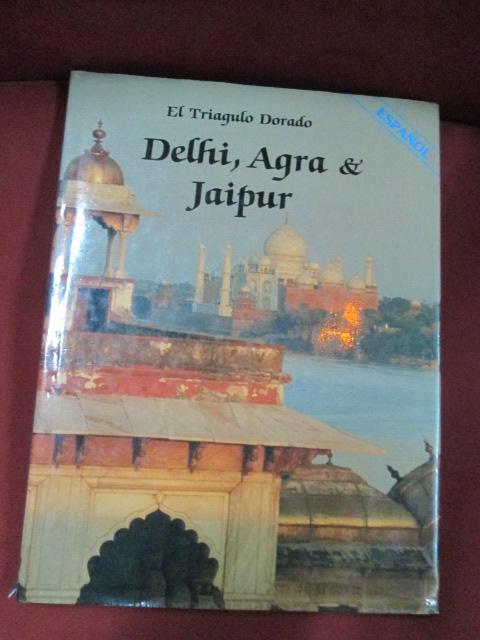 El Triagulo Dorado
ESPAÑOL
Delhi, Agra &
Jaipur